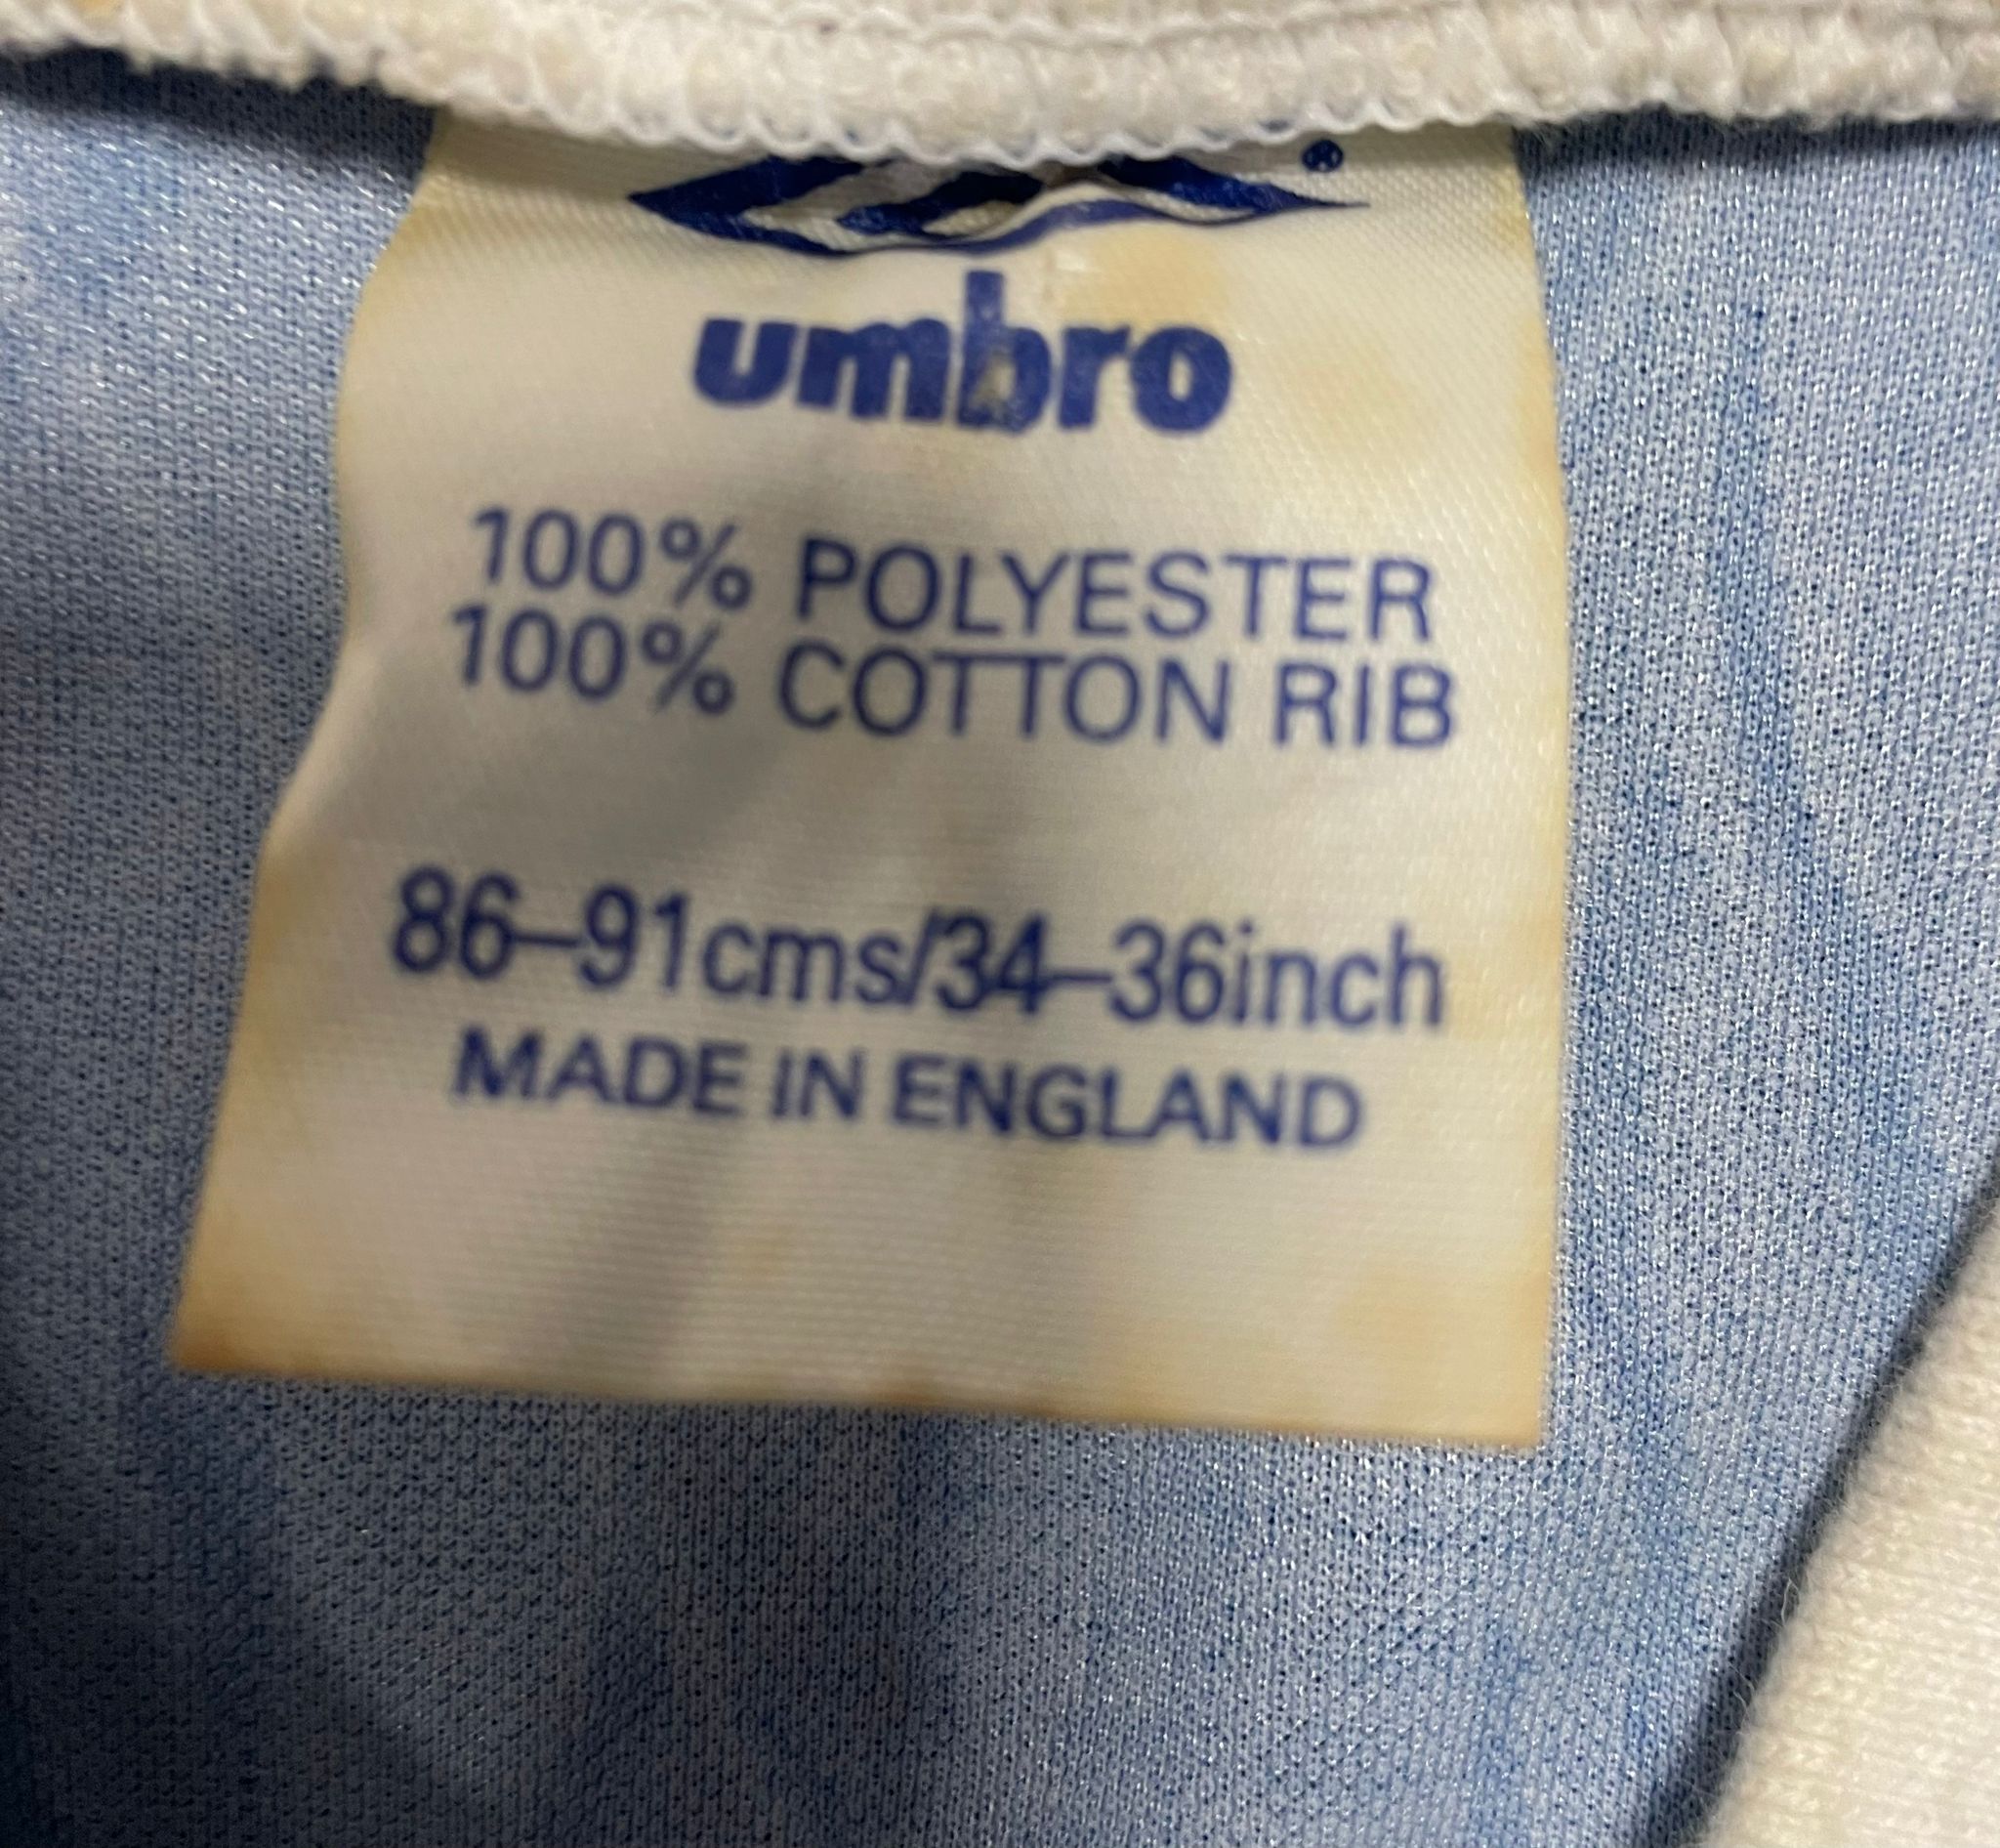 ®
umbro
100% POLYESTER
100% COTTON RIB
86–91cms/34–36inch
MADE IN ENGLAND